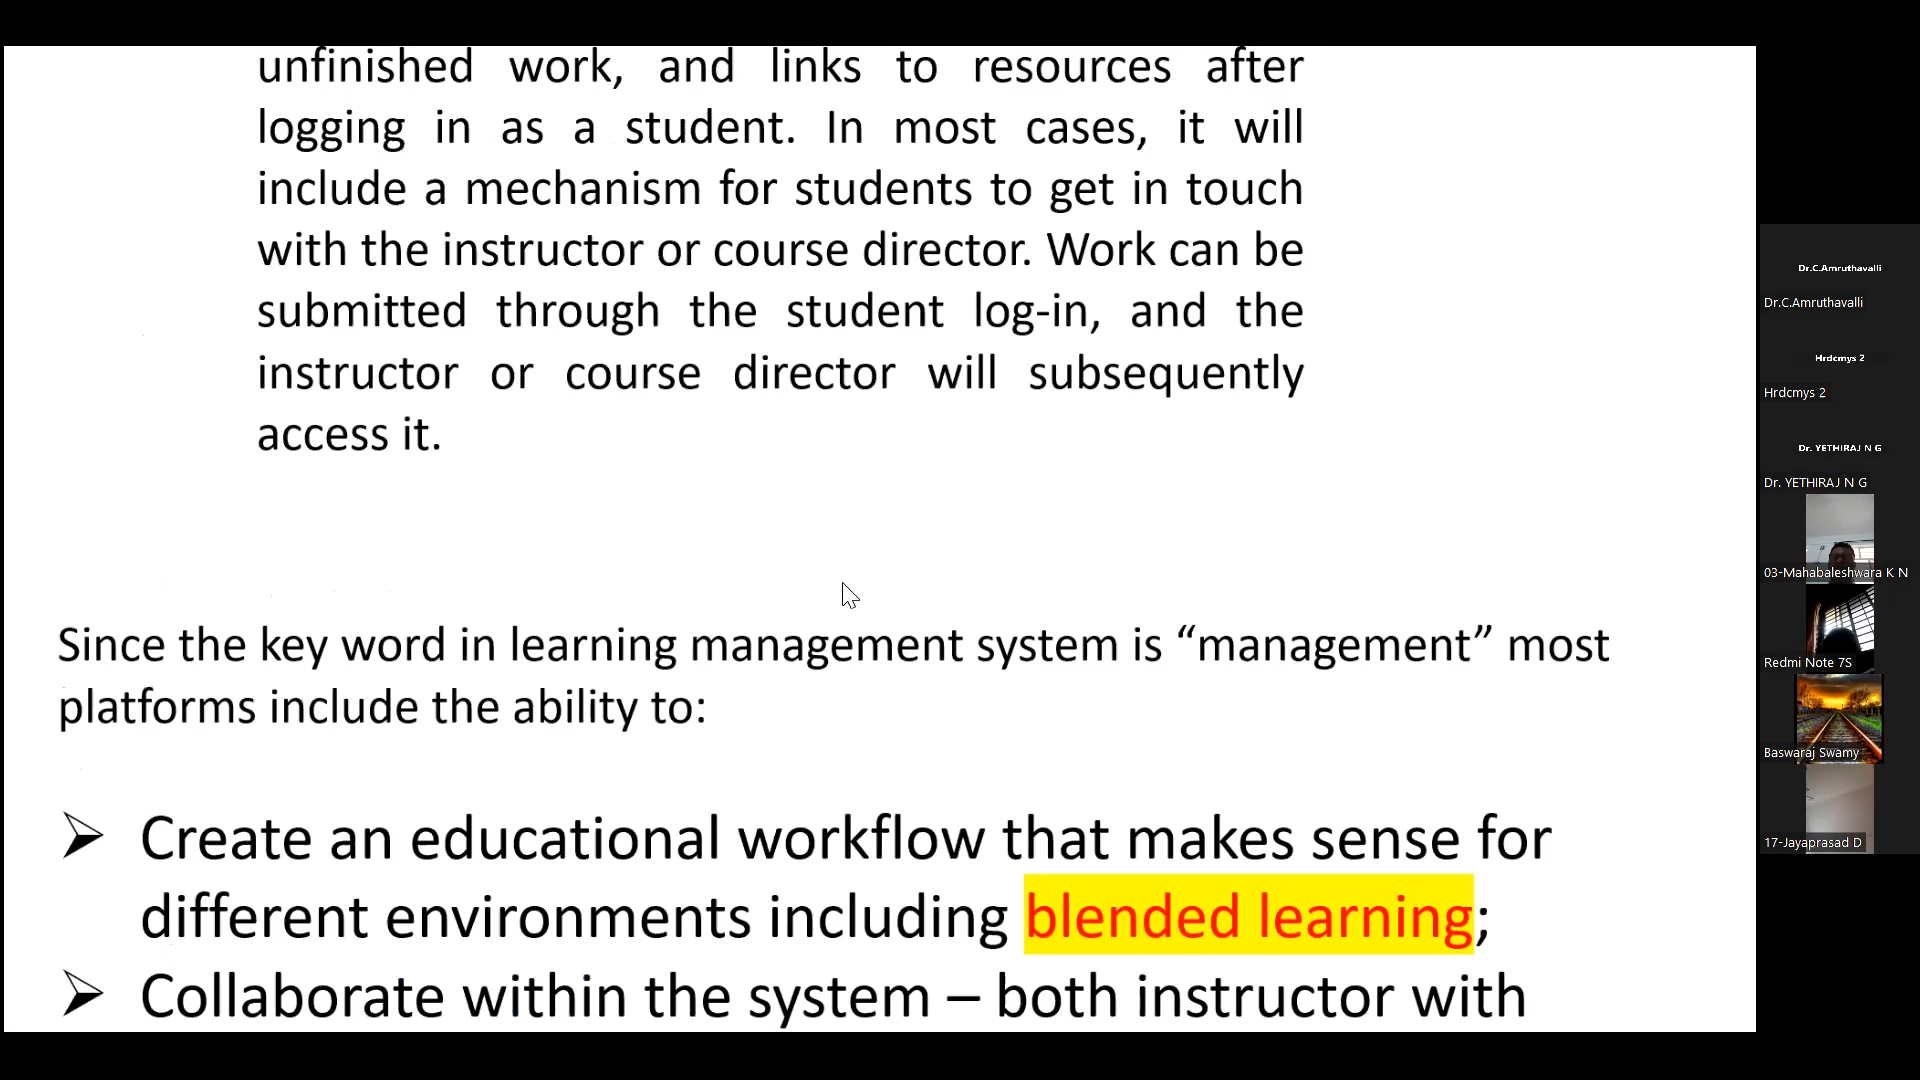 unfinished work, and links to resources after
logging in as a student. In most cases, it will
include a mechanism for students to get in touch
with the instructor or course director. Work can be
submitted through the student log-in, and the
instructor or course director will subsequently
access it.
Since the key word in learning management system is “management” most
platforms include the ability to:
➢ Create an educational workflow that makes sense for
different environments including blended learning;
➢ Collaborate within the system – both instructor with
Dr.C.Amruthavalli
Dr.C.Amruthavalli
Hrdcmys 2
Hrdcmys 2
Dr. YETHIRAJ N G
Dr. YETHIRAJ N G
03-Mahabaleshwara K N
Redmi Note 7S
Baswaraj Swamy
17-Jayaprasad D